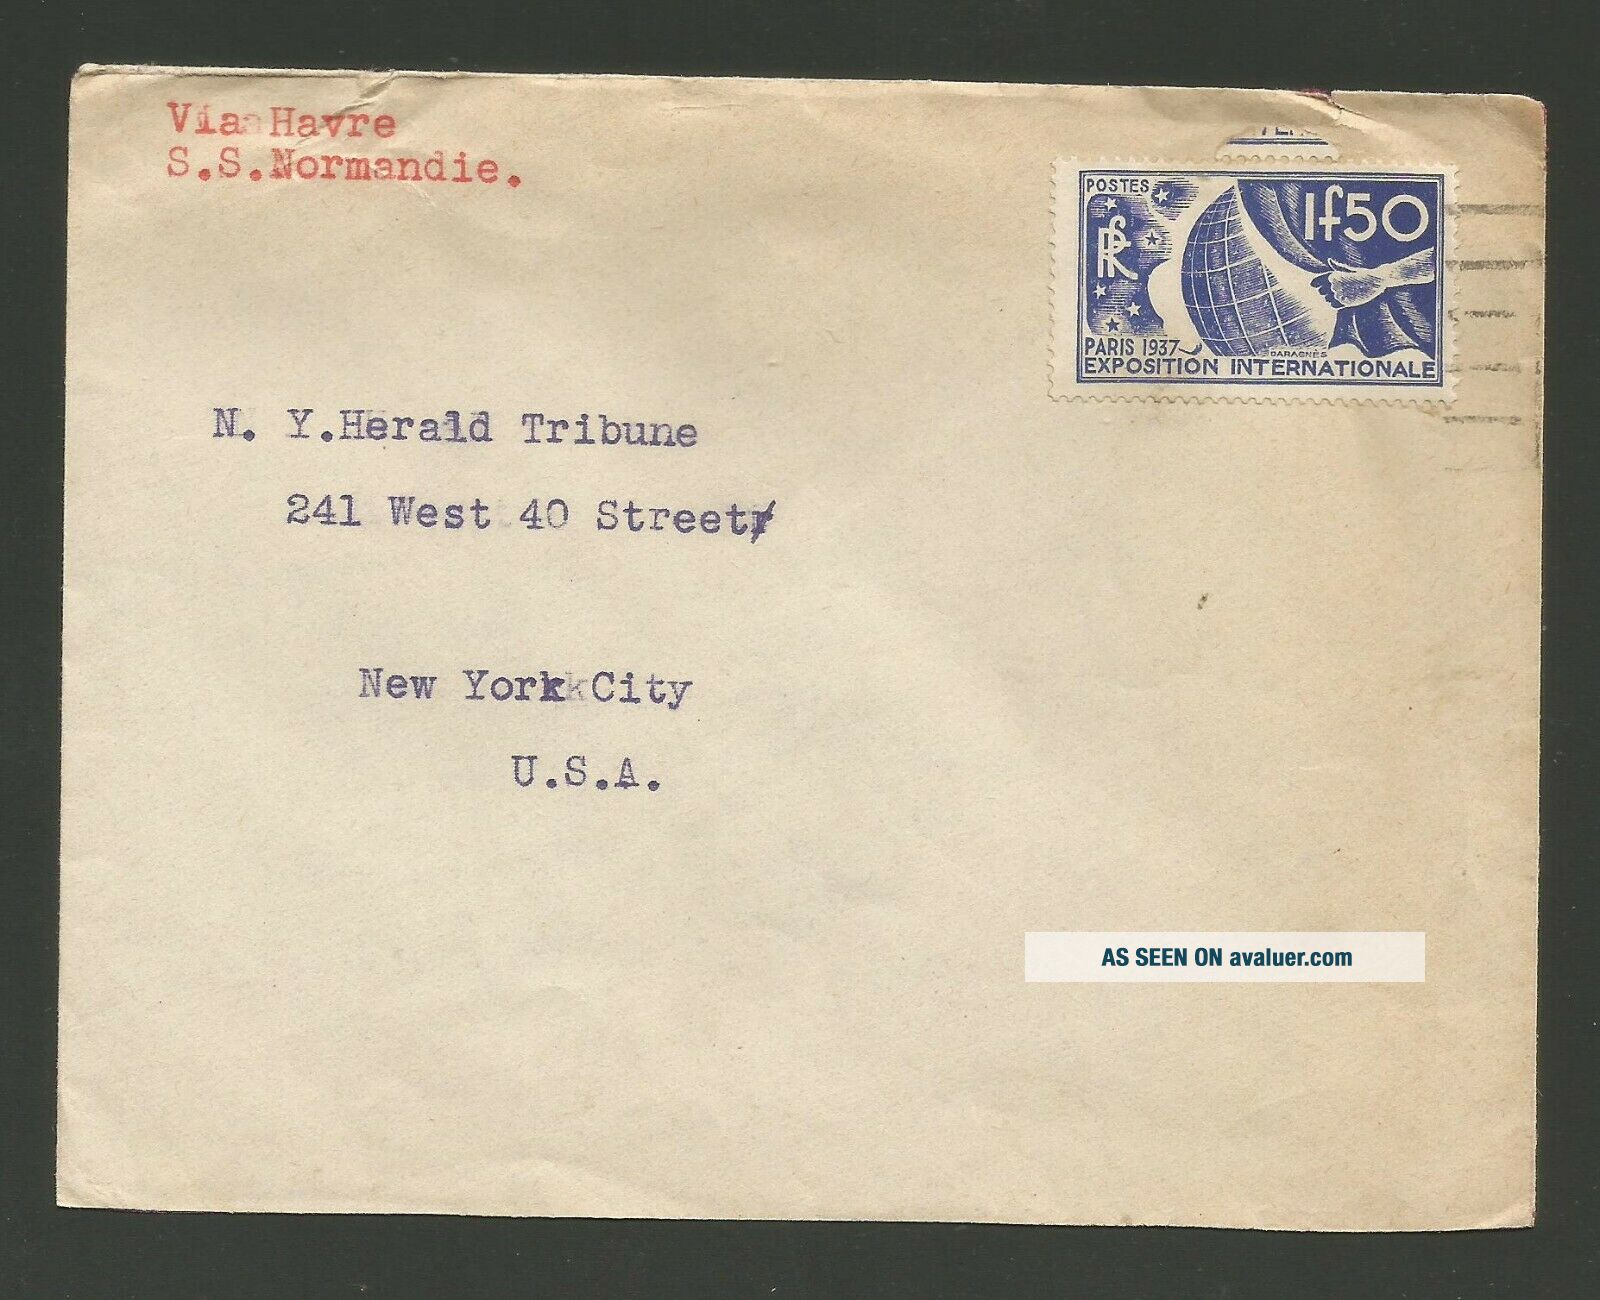 Via Havre
S.S.Normandie.
POSTES
RF
1f50
PARIS 1937
DARAGNÈS
EXPOSITION INTERNATIONALE
N. Y.Herald Tribune
241 West 40 Street
New York City
U.S.A.
AS SEEN ON avaluer.com